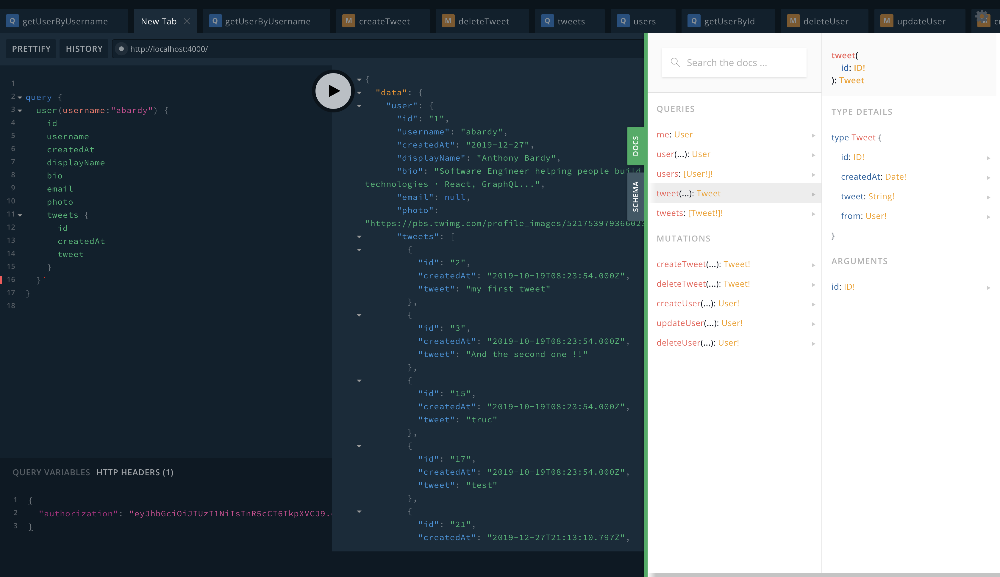 Q getUserByUsername
New Tab
Q getUserByUsername
M createTweet
M deleteTweet
Q tweets
Q users
Q getUserById
M deleteUser
M updateUser
M
PRETTIFY
HISTORY
http://localhost:4000/
1
2 query {
3 user(username:"abardy") {
4 id
5 username
6 createdAt
7 displayName
8 bio
9 email
10 photo
11 tweets {
12 id
13 createdAt
14 tweet
15 }
16 }´
17 }
18
QUERY VARIABLES HTTP HEADERS (1)
1 {
2 "authorization": "eyJhbGciOiJIUzI1NiIsInR5cCI6IkpXVCJ9.
3 }
{
"data": {
"user": {
"id": "1",
"username": "abardy",
"createdAt": "2019-12-27",
"displayName": "Anthony Bardy",
"bio": "Software Engineer helping people build
technologies · React, GraphQL...",
"email": null,
"photo":
"https://pbs.twimg.com/profile_images/521753979366023
"tweets": [
{
"id": "2",
"createdAt": "2019-10-19T08:23:54.000Z",
"tweet": "my first tweet"
},
{
"id": "3",
"createdAt": "2019-10-19T08:23:54.000Z",
"tweet": "And the second one !!"
},
{
"id": "15",
"createdAt": "2019-10-19T08:23:54.000Z",
"tweet": "truc"
},
{
"id": "17",
"createdAt": "2019-10-19T08:23:54.000Z",
"tweet": "test"
},
{
"id": "21",
"createdAt": "2019-12-27T21:13:10.797Z",
DOCS
SCHEMA
Search the docs ...
QUERIES
me: User
user(...): User
users: [User!]!
tweet(...): Tweet
tweets: [Tweet!]!
MUTATIONS
createTweet(...): Tweet!
deleteTweet(...): Tweet!
createUser(...): User!
updateUser(...): User!
deleteUser(...): User!
tweet(
id: ID!
): Tweet
TYPE DETAILS
type Tweet {
id: ID!
createdAt: Date!
tweet: String!
from: User!
}
ARGUMENTS
id: ID!